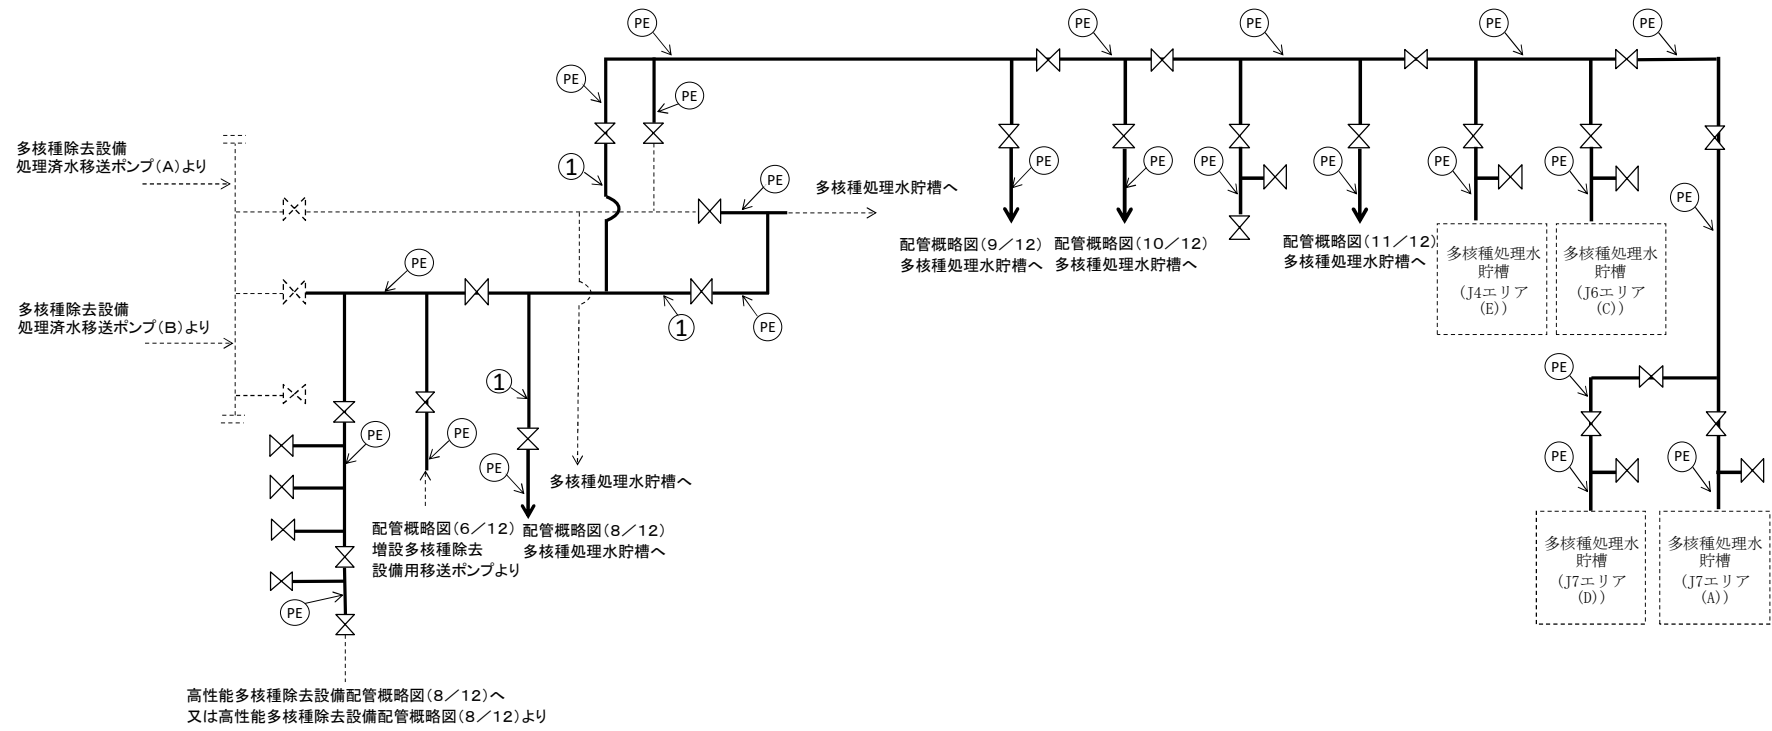 PE
PE
PE
PE
PE
PE
PE
多核種除去設備
処理済水移送ポンプ(A)より
1
PE
多核種処理水貯槽へ
PE
PE
PE
PE
PE
PE
PE
配管概略図(9/12)
多核種処理水貯槽へ
配管概略図(10/12)
多核種処理水貯槽へ
配管概略図(11/12)
多核種処理水貯槽へ
多核種処理水
貯槽
(J4エリア
(E))
多核種処理水
貯槽
(J6エリア
(C))
PE
多核種除去設備
処理済水移送ポンプ(B)より
1
PE
1
PE
PE
PE
PE
PE
PE
多核種処理水貯槽へ
配管概略図(6/12)
増設多核種除去
設備用移送ポンプより
配管概略図(8/12)
多核種処理水貯槽へ
多核種処理水
貯槽
(J7エリア
(D))
多核種処理水
貯槽
(J7エリア
(A))
PE
高性能多核種除去設備配管概略図(8/12)へ
又は高性能多核種除去設備配管概略図(8/12)より